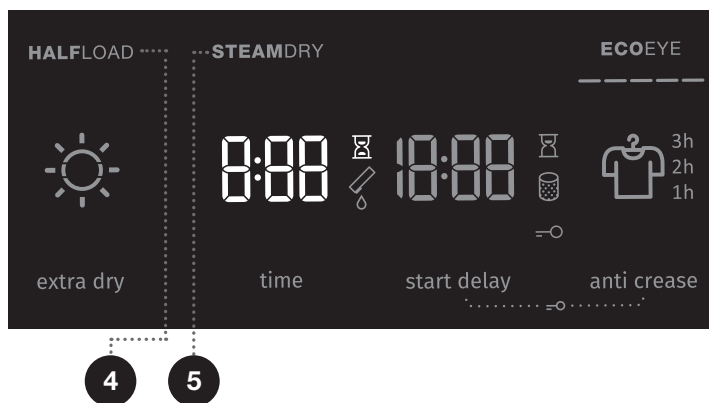 HALFLOAD STEAMDRY ECOEYE
8:88 18:88 3h
2h
1h
extra dry time start delay anti crease
4 5